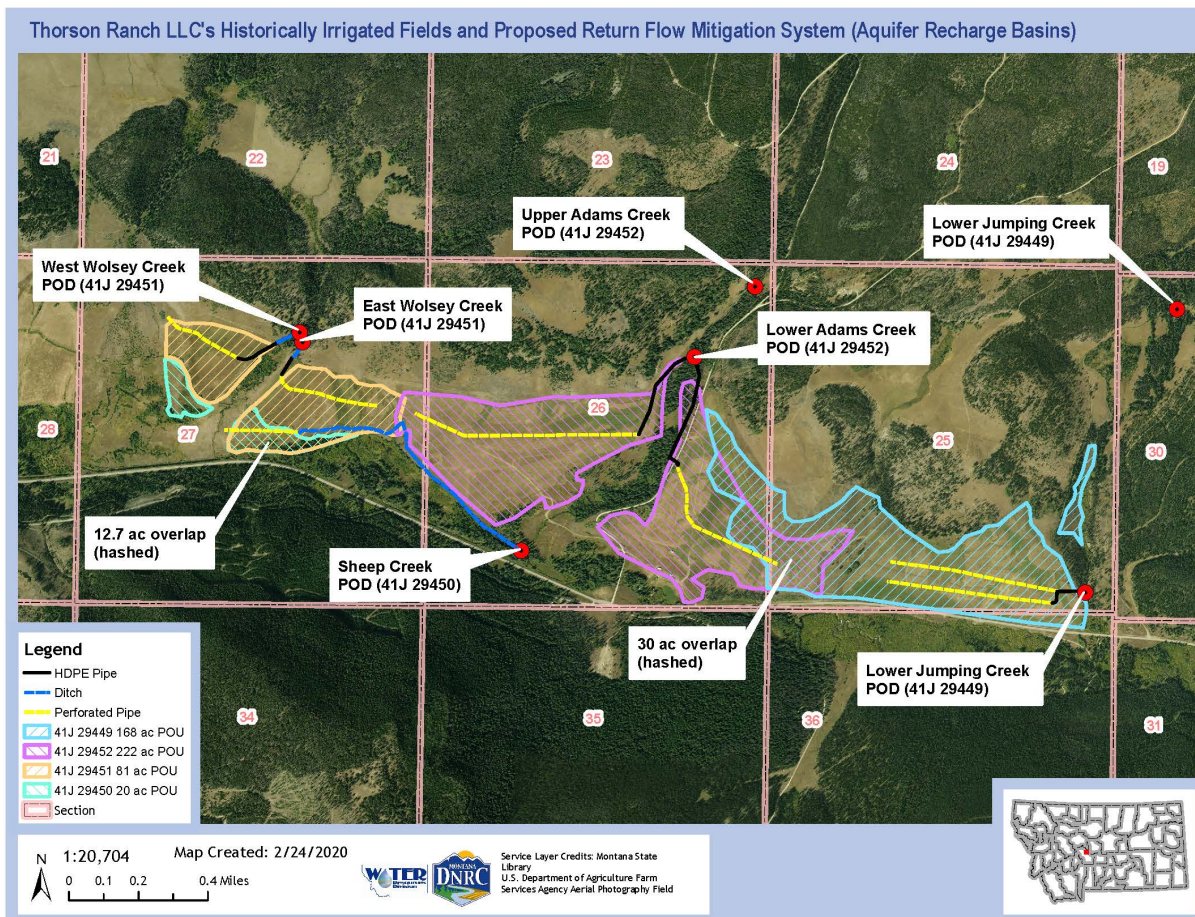 Thorson Ranch LLC's Historically Irrigated Fields and Proposed Return Flow Mitigation System (Aquifer Recharge Basins)
21
22
23
24
19
Upper Adams Creek
POD (41J 29452)
Lower Jumping Creek
POD (41J 29449)
West Wolsey Creek
POD (41J 29451)
East Wolsey Creek
POD (41J 29451)
Lower Adams Creek
POD (41J 29452)
28
27
26
25
30
12.7 ac overlap
(hashed)
Sheep Creek
POD (41J 29450)
30 ac overlap
(hashed)
Lower Jumping Creek
POD (41J 29449)
34
35
36
31
Legend
HDPE Pipe
Ditch
Perforated Pipe
41J 29449 168 ac POU
41J 29452 222 ac POU
41J 29451 81 ac POU
41J 29450 20 ac POU
Section
N
1:20,704
Map Created: 2/24/2020
0 0.1 0.2 0.4 Miles
WATER
MONTANA
DNRC
Service Layer Credits: Montana State
Library
U.S. Department of Agriculture Farm
Services Agency Aerial Photography Field